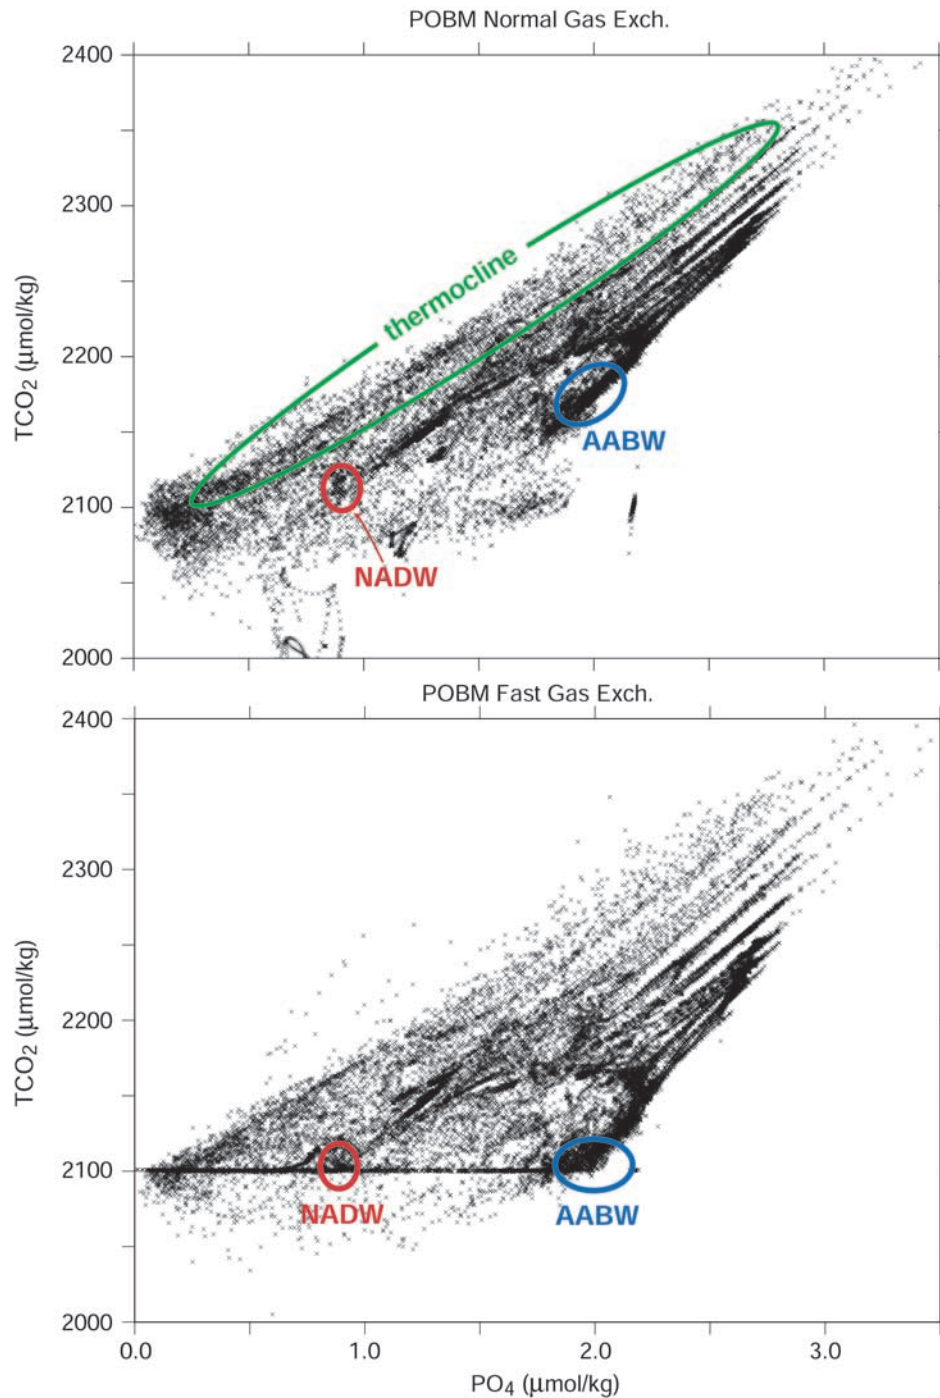 POBM Normal Gas Exch.
2400
2300
2200
2100
2000
TCO2 (μmol/kg)
thermocline
AABW
NADW
POBM Fast Gas Exch.
2400
2300
2200
2100
2000
TCO2 (μmol/kg)
NADW
AABW
0.0 1.0 2.0 3.0
PO4 (μmol/kg)